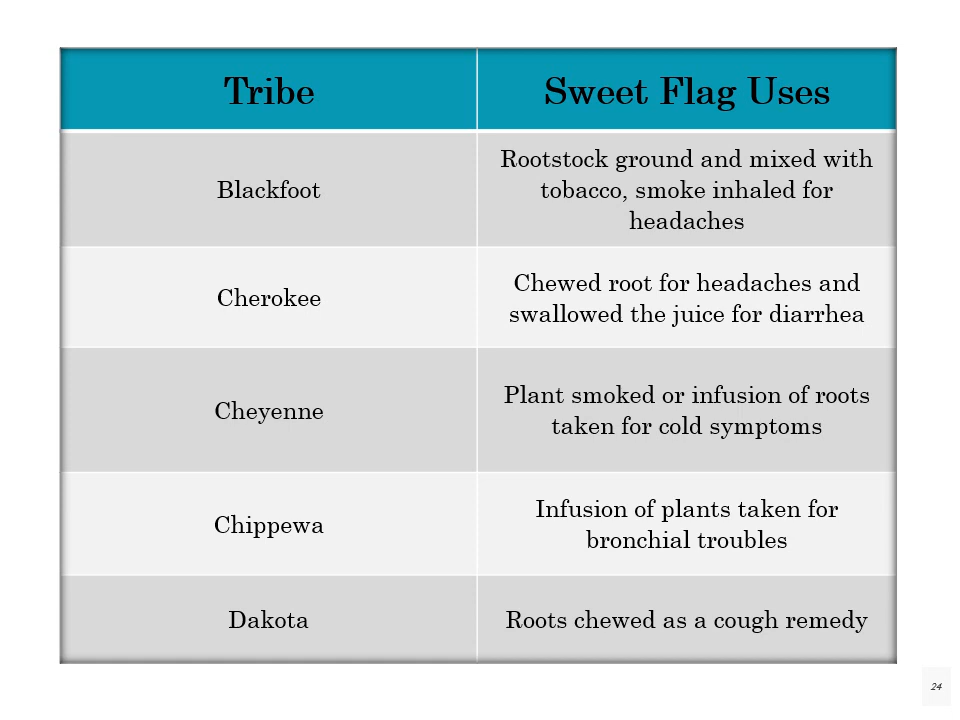 Tribe
Sweet Flag Uses
Blackfoot
Rootstock ground and mixed with
tobacco, smoke inhaled for
headaches
Cherokee
Chewed root for headaches and
swallowed the juice for diarrhea
Cheyenne
Plant smoked or infusion of roots
taken for cold symptoms
Chippewa
Infusion of plants taken for
bronchial troubles
Dakota
Roots chewed as a cough remedy
24